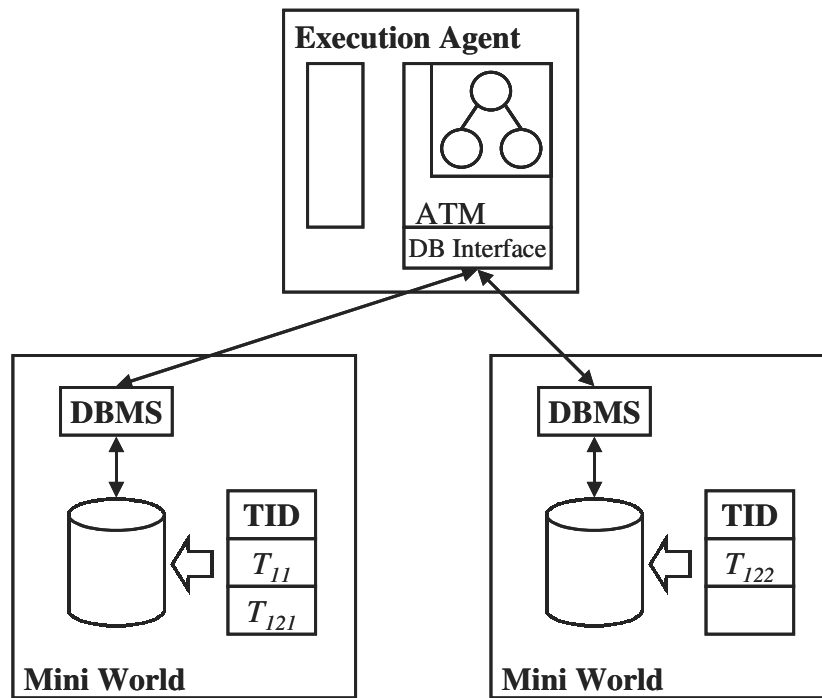 Execution Agent
ATM
DB Interface
DBMS
TID
T11
T121
Mini World
DBMS
TID
T122
Mini World